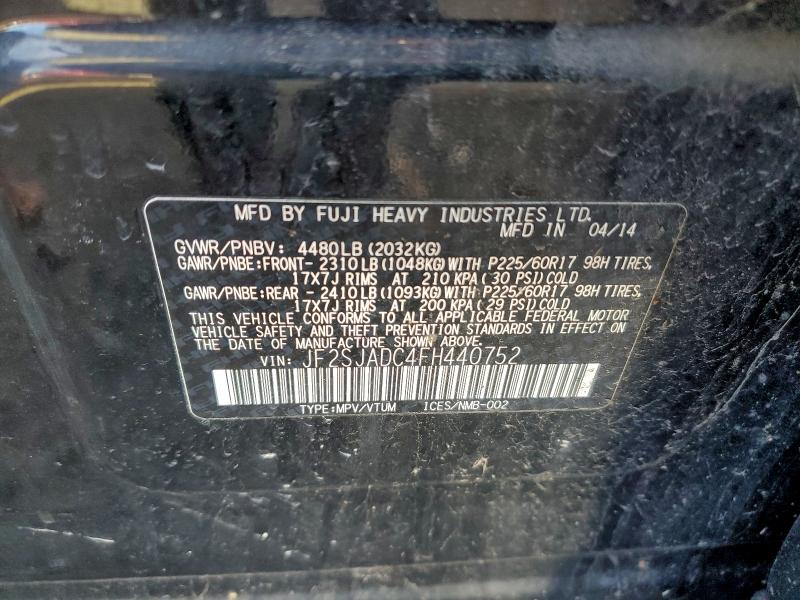 MFD BY FUJI HEAVY INDUSTRIES LTD.
MFD IN 04/14
GVWR/PNBV: 4480LB (2032KG)
GAWR/PNBE:FRONT- 2310LB (1048KG) WITH P225/60R17 98H TIRES,
17X7J RIMS AT 210 KPA (30 PSI) COLD
GAWR/PNBE:REAR - 2410LB (1093KG) WITH P225/60R17 98H TIRES,
17X7J RIMS AT 200 KPA (29 PSI) COLD
THIS VEHICLE CONFORMS TO ALL APPLICABLE FEDERAL MOTOR
VEHICLE SAFETY AND THEFT PREVENTION STANDARDS IN EFFECT ON
THE DATE OF MANUFACTURE SHOWN ABOVE.
VIN: JF2SJADC4FH440752
TYPE:MPV/VTUM ICES/NMB-002